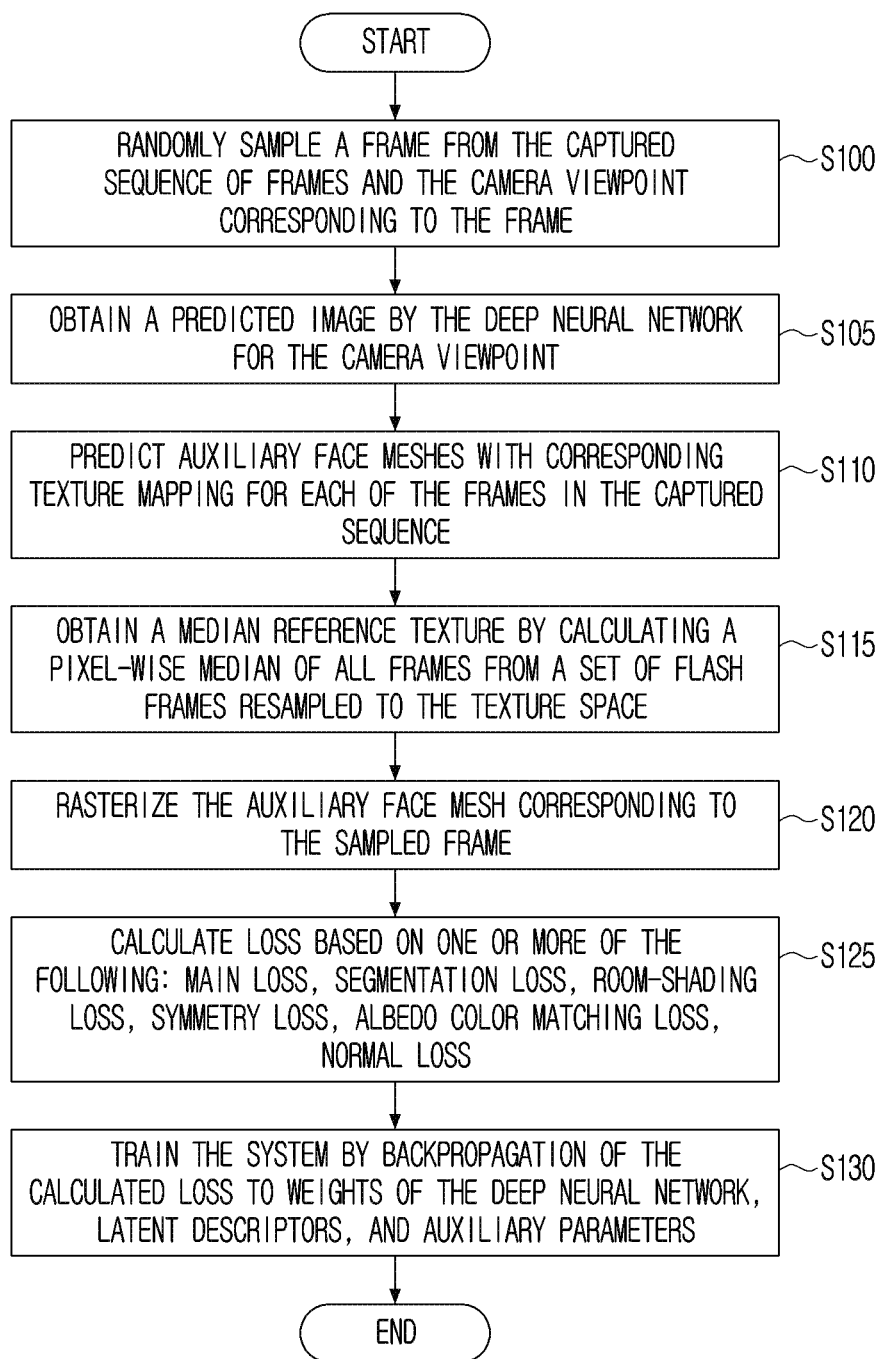 START
RANDOMLY SAMPLE A FRAME FROM THE CAPTURED
SEQUENCE OF FRAMES AND THE CAMERA VIEWPOINT
CORRESPONDING TO THE FRAME
S100
OBTAIN A PREDICTED IMAGE BY THE DEEP NEURAL NETWORK
FOR THE CAMERA VIEWPOINT
S105
PREDICT AUXILIARY FACE MESHES WITH CORRESPONDING
TEXTURE MAPPING FOR EACH OF THE FRAMES IN THE CAPTURED
SEQUENCE
S110
OBTAIN A MEDIAN REFERENCE TEXTURE BY CALCULATING A
PIXEL-WISE MEDIAN OF ALL FRAMES FROM A SET OF FLASH
FRAMES RESAMPLED TO THE TEXTURE SPACE
S115
RASTERIZE THE AUXILIARY FACE MESH CORRESPONDING TO
THE SAMPLED FRAME
S120
CALCULATE LOSS BASED ON ONE OR MORE OF THE
FOLLOWING: MAIN LOSS, SEGMENTATION LOSS, ROOM-SHADING
LOSS, SYMMETRY LOSS, ALBEDO COLOR MATCHING LOSS,
NORMAL LOSS
S125
TRAIN THE SYSTEM BY BACKPROPAGATION OF THE
CALCULATED LOSS TO WEIGHTS OF THE DEEP NEURAL NETWORK,
LATENT DESCRIPTORS, AND AUXILIARY PARAMETERS
S130
END